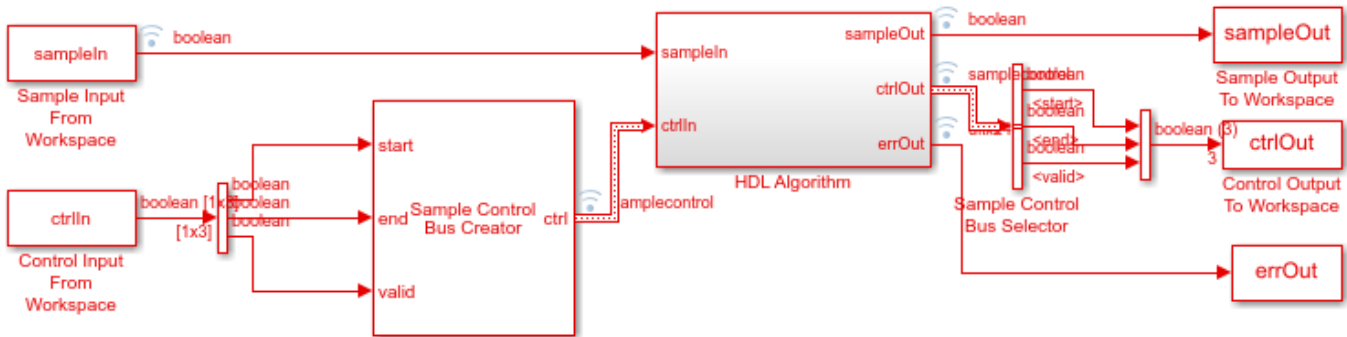 sampleIn
Sample Input
From
Workspace
boolean
ctrlIn
Control Input
From
Workspace
boolean [1x3]
[1x3]
boolean
boolean
boolean
start
end
valid
Sample Control
Bus Creator
ctrl
amplecontrol
sampleIn
ctrlIn
sampleOut
ctrlOut
errOut
HDL Algorithm
boolean
samplecontrol
boolean
<start>
boolean
<end>
boolean
<valid>
Sample Control
Bus Selector
boolean (3)
3
sampleOut
Sample Output
To Workspace
ctrlOut
Control Output
To Workspace
errOut